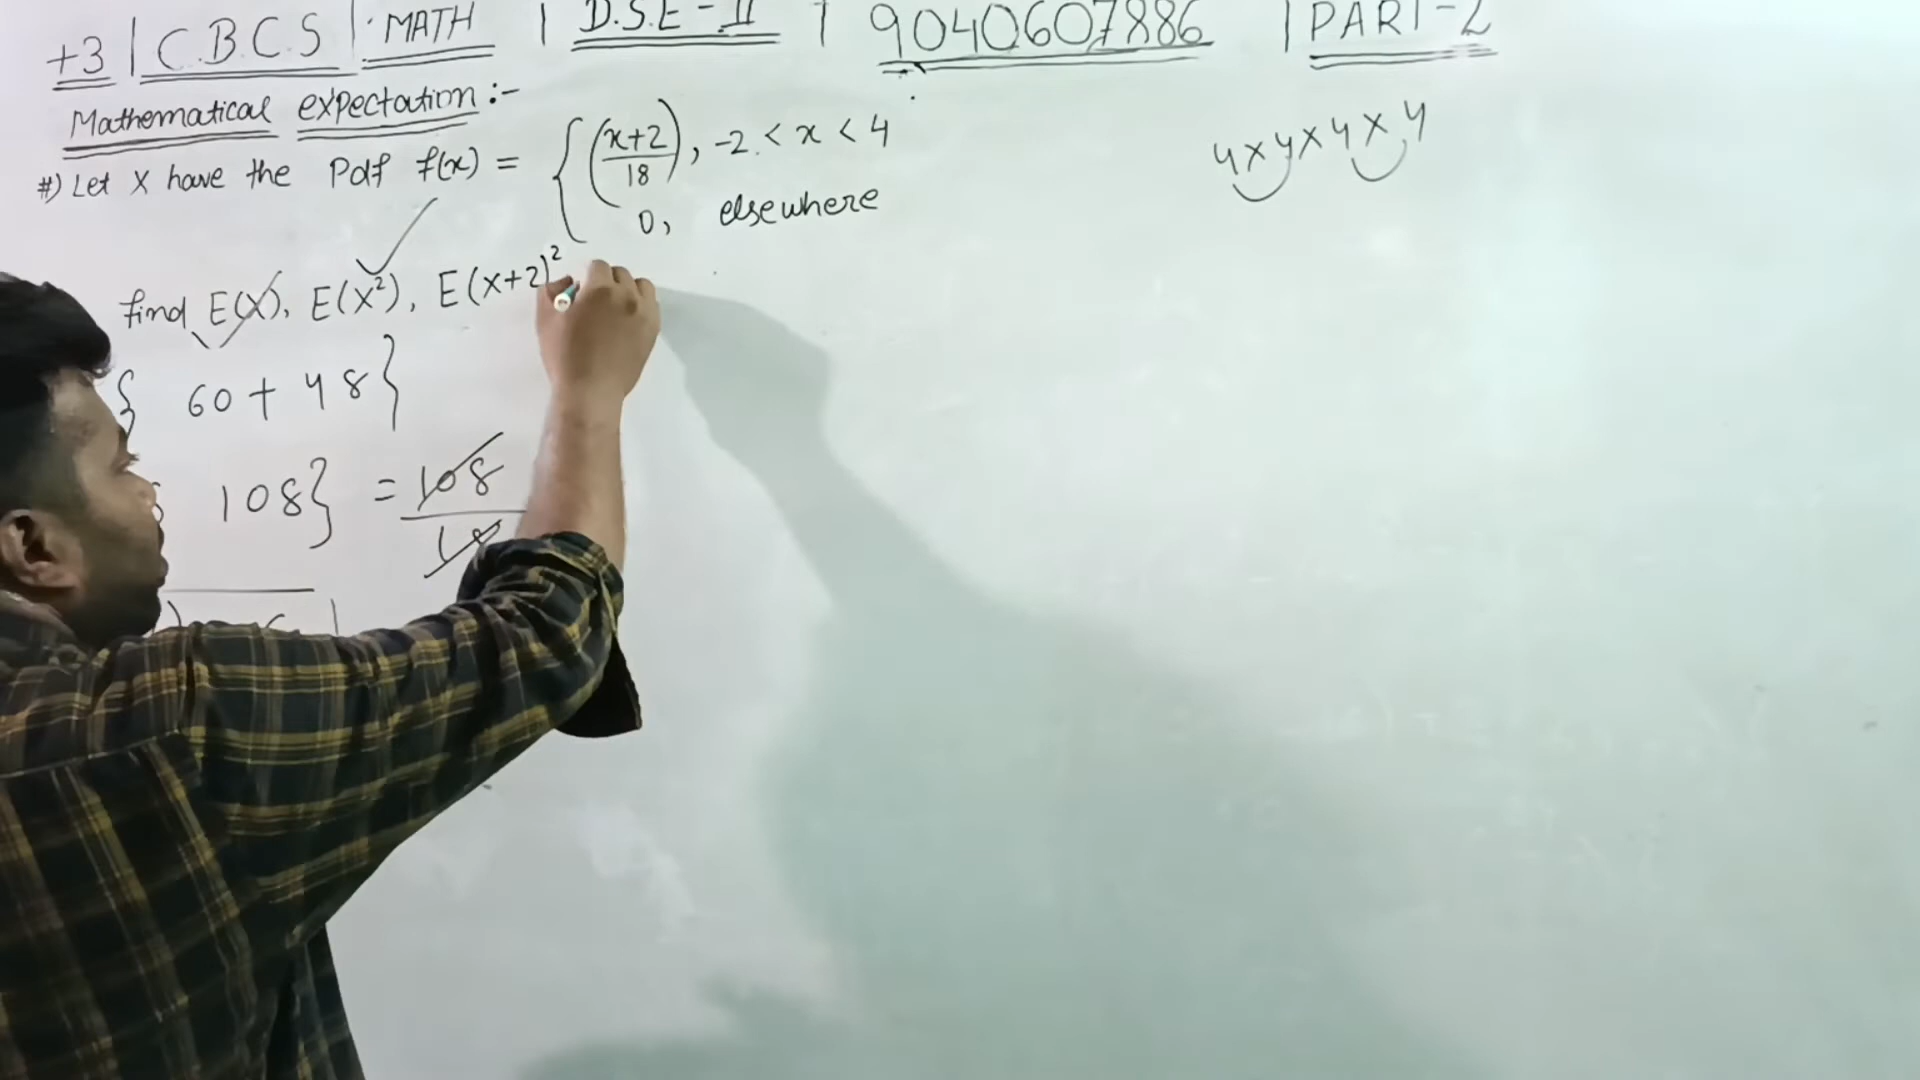 +3 | C.B.C.S | MATH | D.S.E - II | 9040607886 | PART-2
Mathematical expectation :-
#) Let X have the Pdf f(x) = { (x+2/18), -2 < x < 4
0, elsewhere
find E(X), E(X²), E(X+2)²
{ 60 + 48 }
108 } = 108/18
4 x 4 x 4 x 4